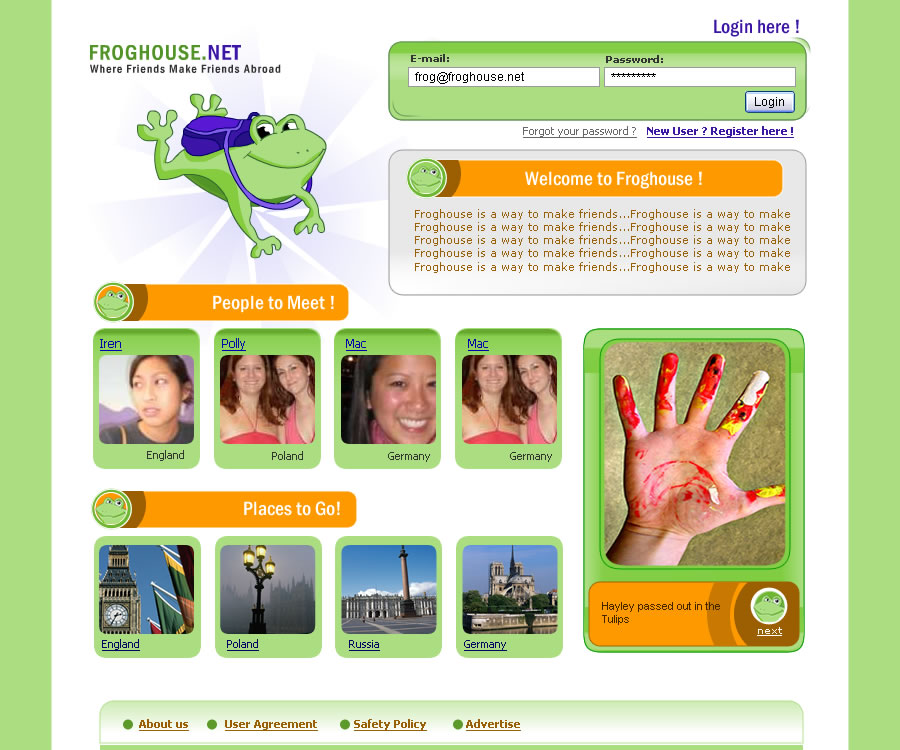 Login here !
FROGHOUSE.NET
Where Friends Make Friends Abroad
E-mail:
Password:
frog@froghouse.net
*********
Login
Forgot your password ?
New User ? Register here !
Welcome to Froghouse !
Froghouse is a way to make friends...Froghouse is a way to make
Froghouse is a way to make friends...Froghouse is a way to make
Froghouse is a way to make friends...Froghouse is a way to make
Froghouse is a way to make friends...Froghouse is a way to make
Froghouse is a way to make friends...Froghouse is a way to make
People to Meet !
Iren
Polly
Mac
Mac
England
Poland
Germany
Germany
Places to Go!
England
Poland
Russia
Germany
Hayley passed out in the
Tulips
next
About us
User Agreement
Safety Policy
Advertise